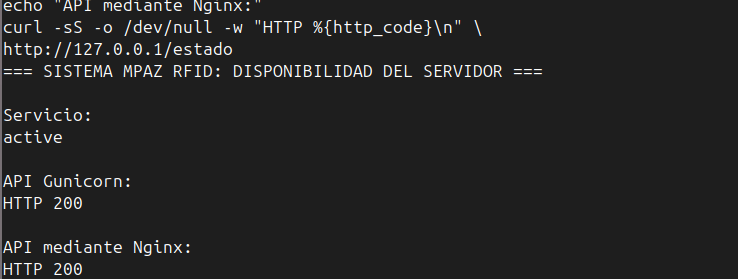 echo "API mediante Nginx:"
curl -sS -o /dev/null -w "HTTP %{http_code}\n" \
http://127.0.0.1/estado
=== SISTEMA MPAZ RFID: DISPONIBILIDAD DEL SERVIDOR ===
Servicio:
active
API Gunicorn:
HTTP 200
API mediante Nginx:
HTTP 200